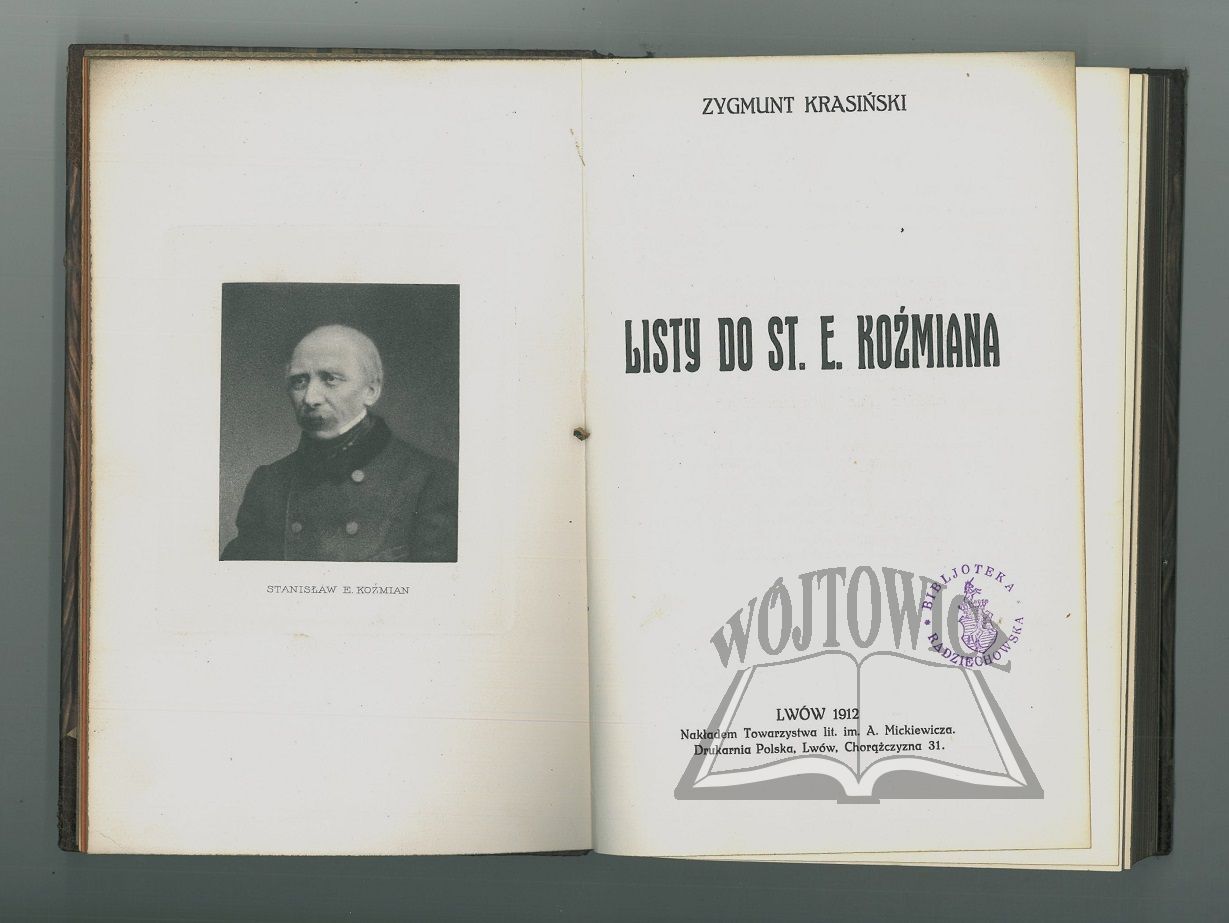 STANISŁAW E. KOŹMIAN
ZYGMUNT KRASIŃSKI
LISTY DO ST. E. KOŹMIANA
WÓJTOWICZ
* BIBLJOTEKA * RADZIECHOWSKA
LWÓW 1912
Nakładem Towarzystwa lit. im. A. Mickiewicza.
Drukarnia Polska, Lwów, Chorążczyzna 31.